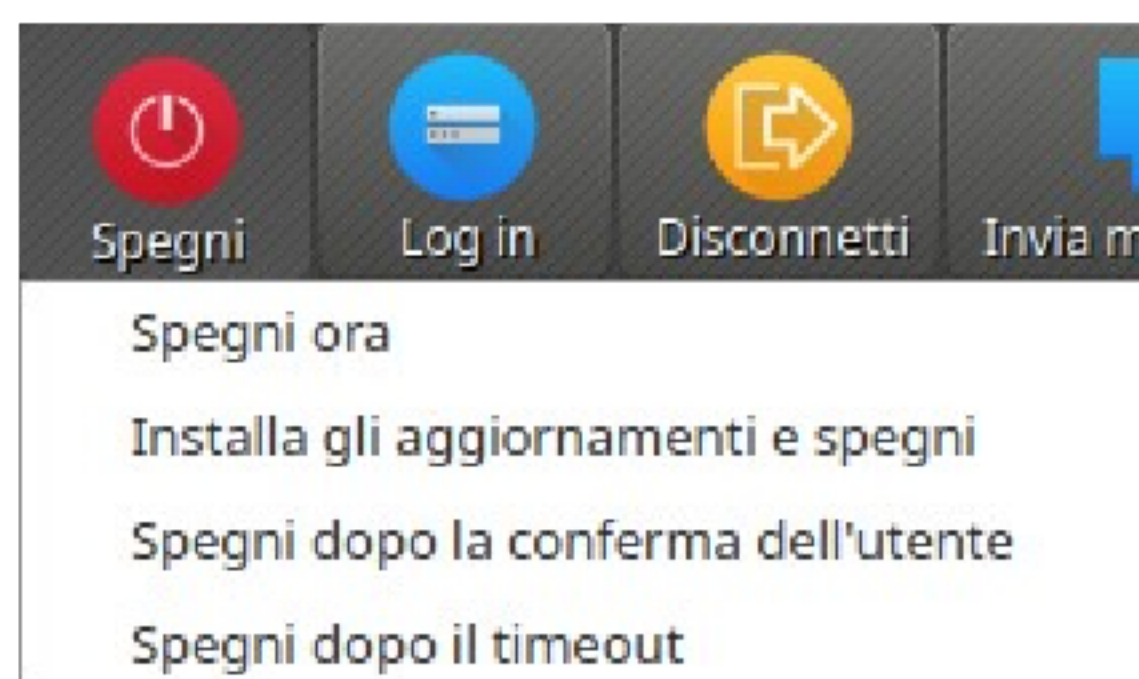 Spegni Log in Disconnetti Invia
Spegni ora
Installa gli aggiornamenti e spegni
Spegni dopo la conferma dell'utente
Spegni dopo il timeout